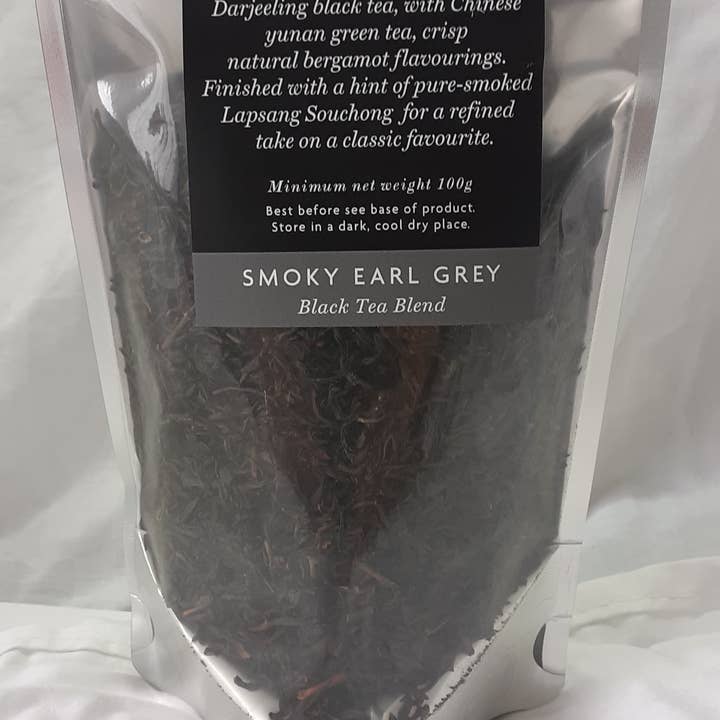 Darjeeling black tea, with Chinese
yunan green tea, crisp
natural bergamot flavourings.
Finished with a hint of pure-smoked
Lapsang Souchong for a refined
take on a classic favourite.
Minimum net weight 100g
Best before see base of product.
Store in a dark, cool dry place.
SMOKY EARL GREY
Black Tea Blend